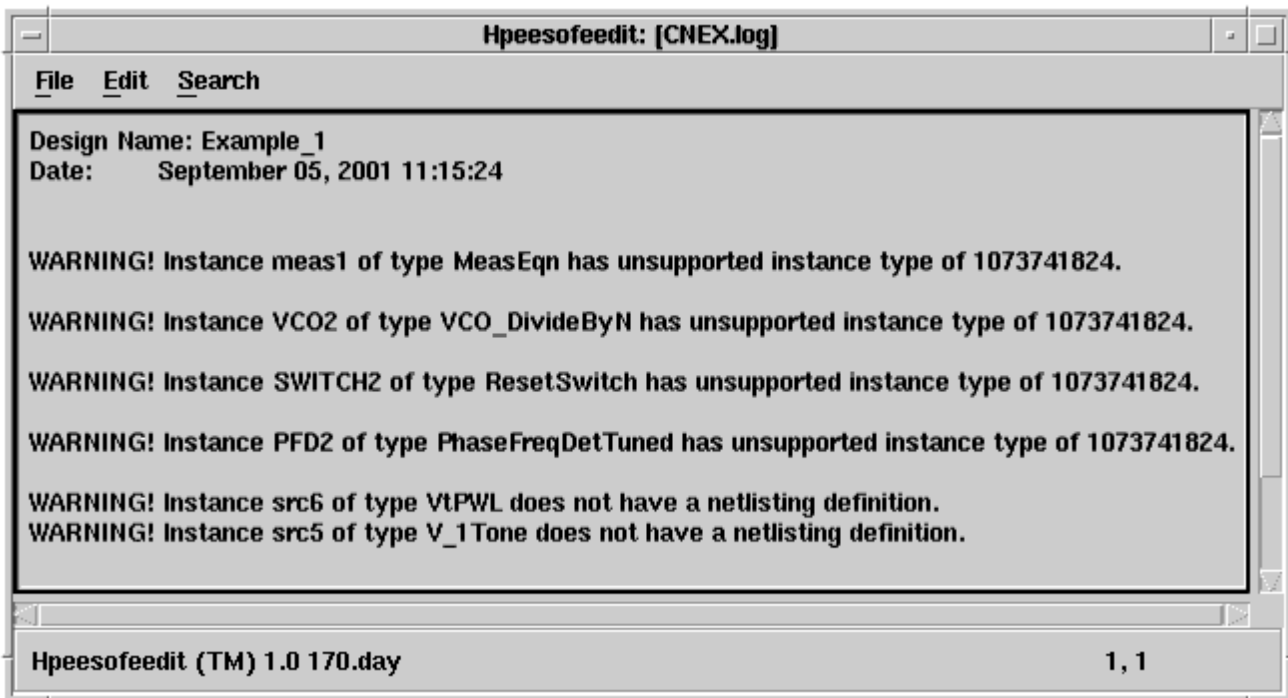 Hpeesofeedit: [CNEX.log]
File Edit Search
Design Name: Example_1
Date: September 05, 2001 11:15:24
WARNING! Instance meas1 of type MeasEqn has unsupported instance type of 1073741824.
WARNING! Instance VCO2 of type VCO_DivideByN has unsupported instance type of 1073741824.
WARNING! Instance SWITCH2 of type ResetSwitch has unsupported instance type of 1073741824.
WARNING! Instance PFD2 of type PhaseFreqDetTuned has unsupported instance type of 1073741824.
WARNING! Instance src6 of type VtPWL does not have a netlisting definition.
WARNING! Instance src5 of type V_1Tone does not have a netlisting definition.
Hpeesofeedit (TM) 1.0 170.day 1, 1